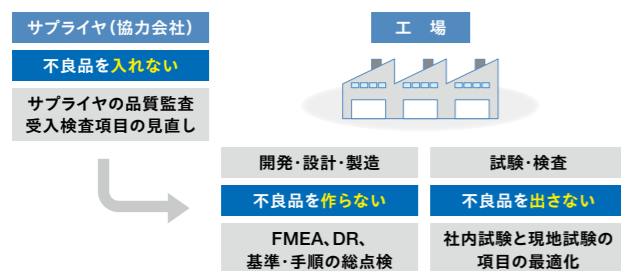 サプライヤ（協力会社）
不良品を入れない
サプライヤの品質監査
受入検査項目の見直し
工 場
開発・設計・製造
不良品を作らない
FMEA、DR、
基準・手順の総点検
試験・検査
不良品を出さない
社内試験と現地試験の
項目の最適化